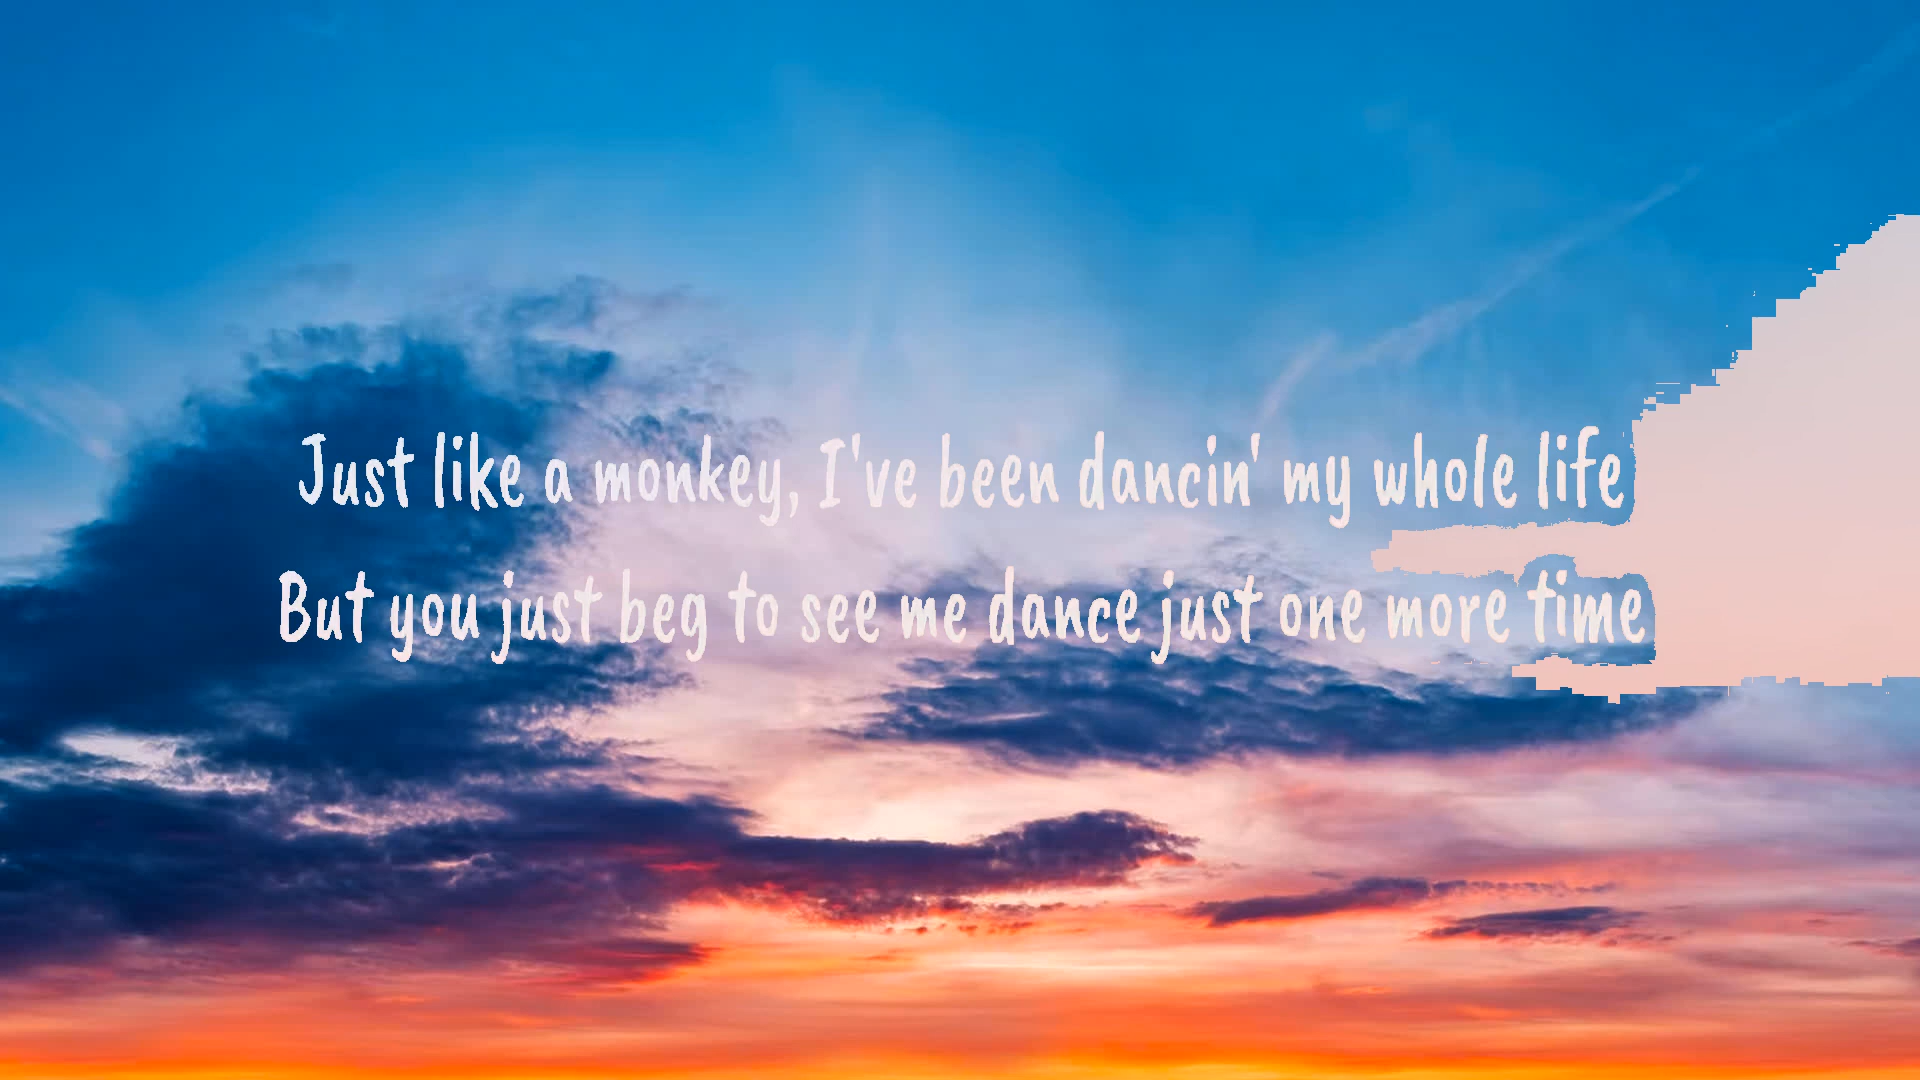 Just like a monkey, I've been dancin' my whole life
But you just beg to see me dance just one more time